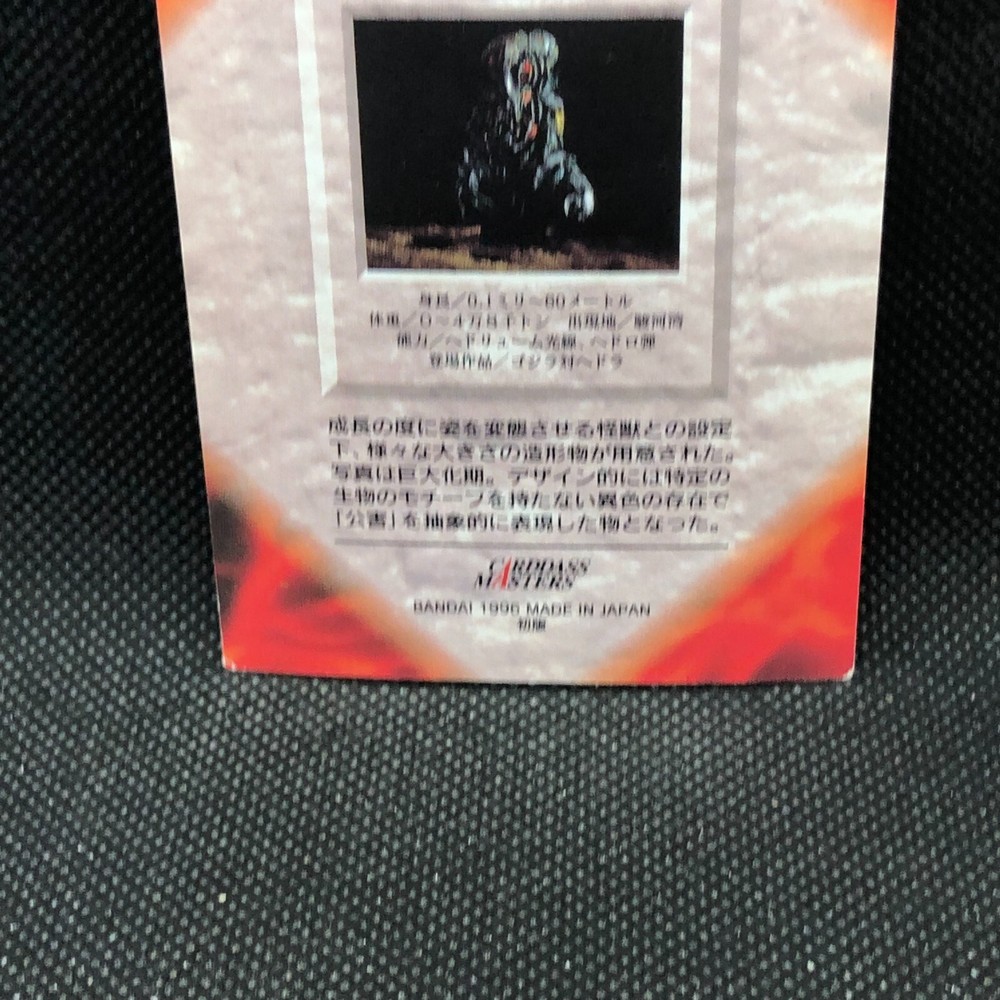 身長／0.1ミリ～60メートル
体重／0～4万8千トン　出現地／駿河湾
能力／ヘドリューム光線、ヘドロ弾
登場作品／ゴジラ対ヘドラ
成長の度に姿を変態させる怪獣との設定
下、様々な大きさの造形物が用意された。
写真は巨大化期。デザイン的には特定の
生物のモチーフを持たない異色の存在で
「公害」を抽象的に表現した物となった。
CARDDASS
MASTERS
BANDAI 1996 MADE IN JAPAN
初版